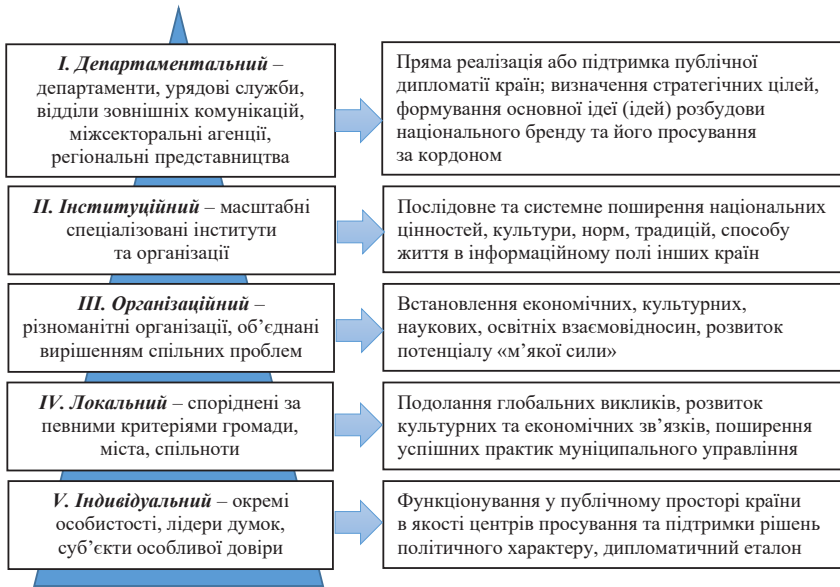 I. Департаментальний –
департаменти, урядові служби,
відділи зовнішніх комунікацій,
міжсекторальні агенції,
регіональні представництва
Пряма реалізація або підтримка публічної
дипломатії країн; визначення стратегічних цілей,
формування основної ідеї (ідей) розбудови
національного бренду та його просування
за кордоном
II. Інституційний – масштабні
спеціалізовані інститути
та організації
Послідовне та системне поширення національних
цінностей, культури, норм, традицій, способу
життя в інформаційному полі інших країн
III. Організаційний –
різноманітні організації, об’єднані
вирішенням спільних проблем
Встановлення економічних, культурних,
наукових, освітніх взаємовідносин, розвиток
потенціалу «м’якої сили»
IV. Локальний – споріднені за
певними критеріями громади,
міста, спільноти
Подолання глобальних викликів, розвиток
культурних та економічних зв’язків, поширення
успішних практик муніципального управління
V. Індивідуальний – окремі
особистості, лідери думок,
суб’єкти особливої довіри
Функціонування у публічному просторі країни
в якості центрів просування та підтримки рішень
політичного характеру, дипломатичний еталон